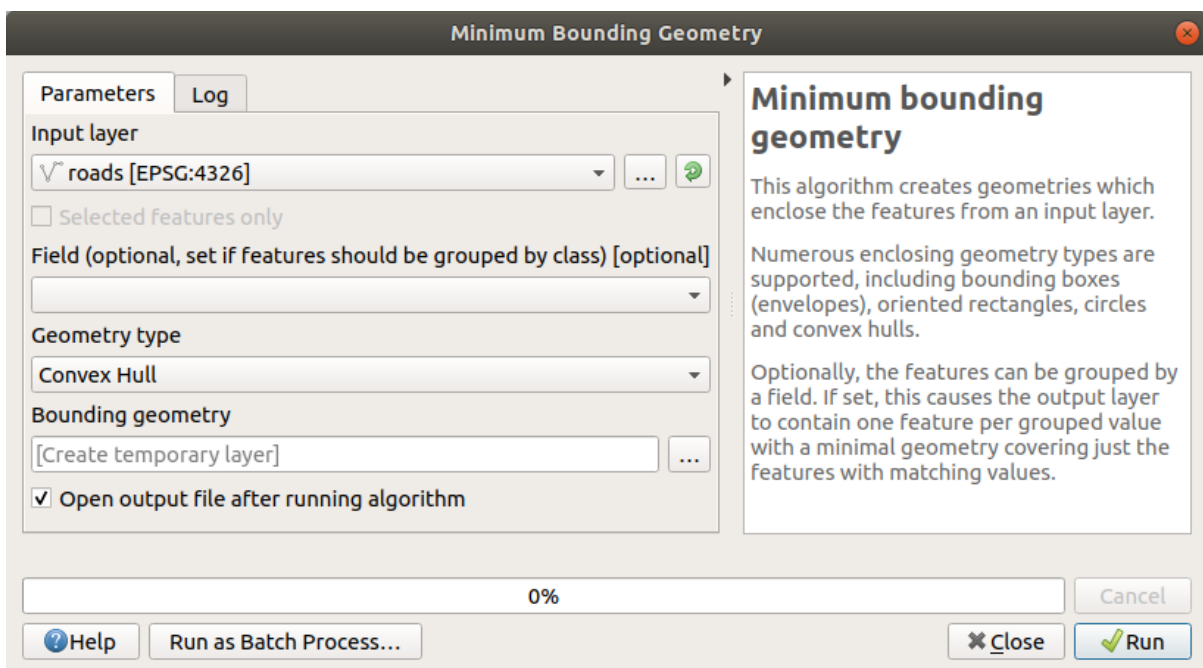 Minimum Bounding Geometry
Parameters
Log
Input layer
roads [EPSG:4326]
...
Selected features only
Field (optional, set if features should be grouped by class) [optional]
Geometry type
Convex Hull
Bounding geometry
[Create temporary layer]
...
Open output file after running algorithm
Minimum bounding
geometry
This algorithm creates geometries which
enclose the features from an input layer.
Numerous enclosing geometry types are
supported, including bounding boxes
(envelopes), oriented rectangles, circles
and convex hulls.
Optionally, the features can be grouped by
a field. If set, this causes the output layer
to contain one feature per grouped value
with a minimal geometry covering just the
features with matching values.
0%
Cancel
Help
Run as Batch Process…
Close
Run